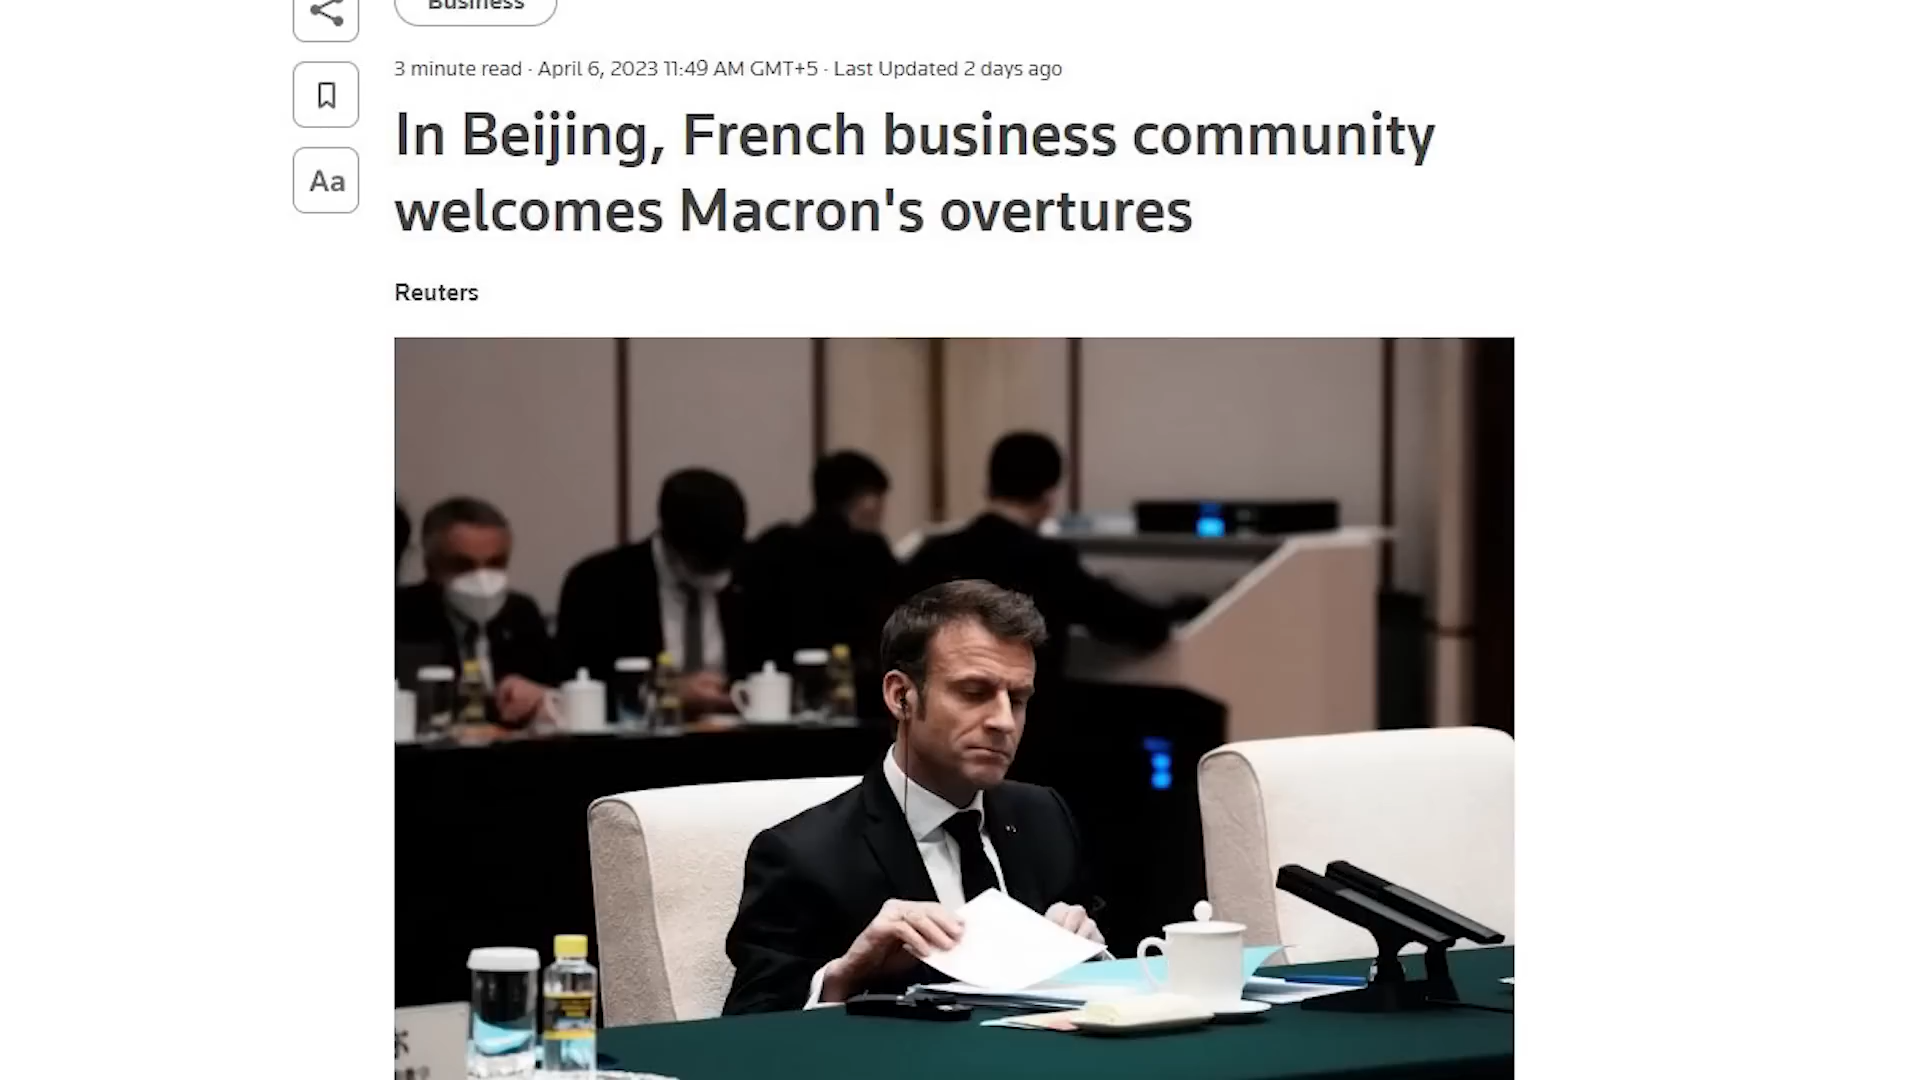 Business
3 minute read · April 6, 2023 11:49 AM GMT+5 · Last Updated 2 days ago
Aa
In Beijing, French business community
welcomes Macron's overtures
Reuters